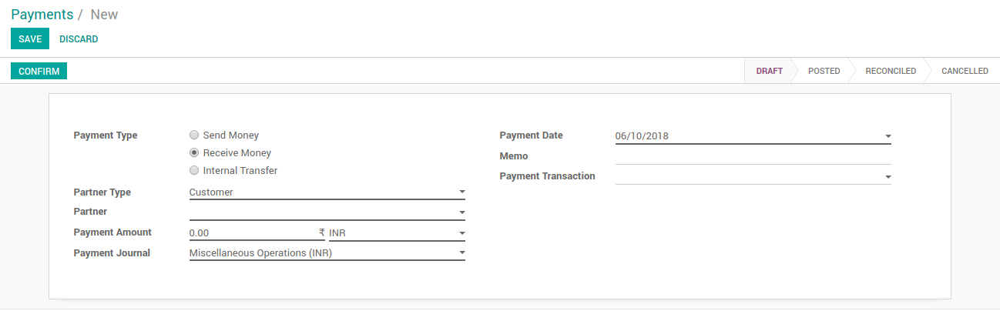 Payments / New
SAVE DISCARD
CONFIRM DRAFT POSTED RECONCILED CANCELLED
Payment Type
Send Money
Receive Money
Internal Transfer
Partner Type Customer
Partner
Payment Amount 0.00 ₹ INR
Payment Journal Miscellaneous Operations (INR)
Payment Date 06/10/2018
Memo
Payment Transaction